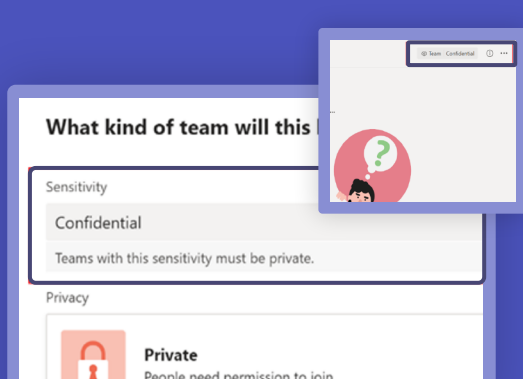 What kind of team will this
Team Confidential
?
Sensitivity
Confidential
Teams with this sensitivity must be private.
Privacy
Private
People need permission to join